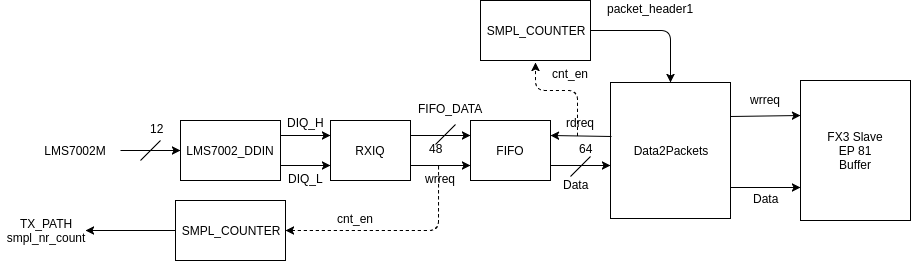 packet_header1
SMPL_COUNTER
cnt_en
wrreq
FIFO_DATA
12
DIQ_H
rdreq
LMS7002M
LMS7002_DDIN
RXIQ
48
FIFO
64
Data2Packets
FX3 Slave
EP 81
Buffer
DIQ_L
wrreq
Data
Data
TX_PATH
smpl_nr_count
SMPL_COUNTER
cnt_en